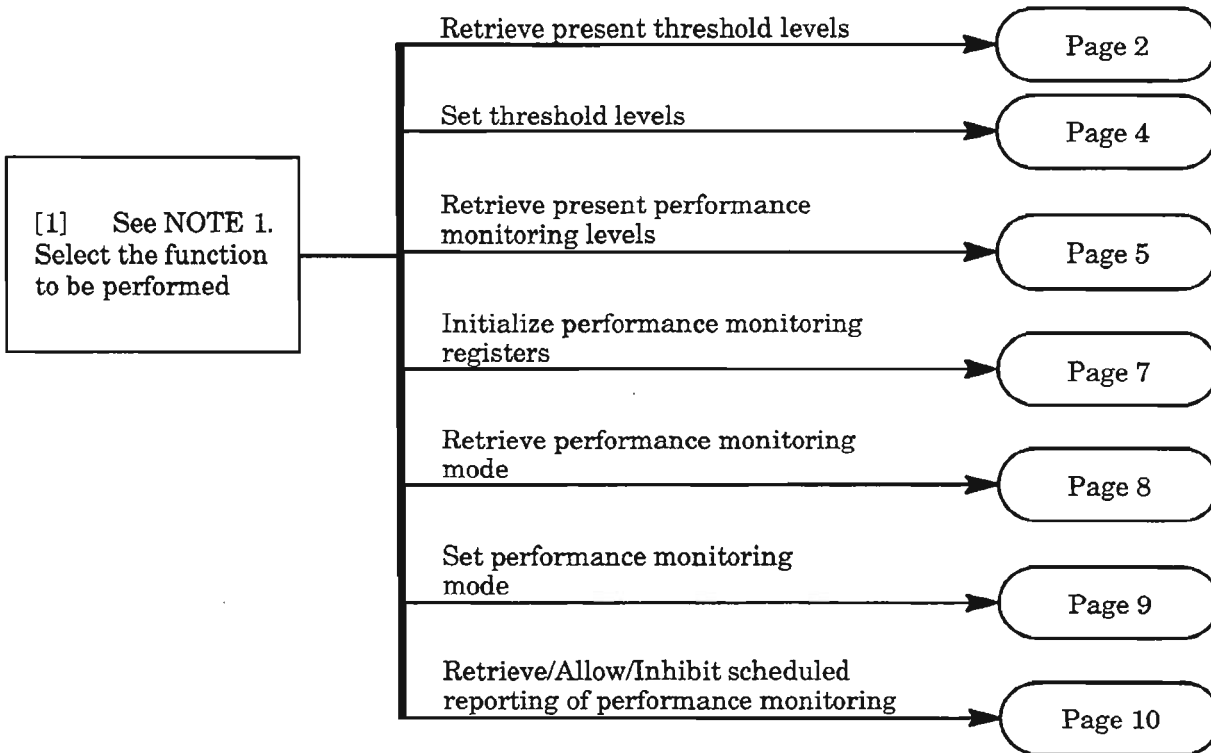 Retrieve present threshold levels
Page 2
Set threshold levels
Page 4
[1] See NOTE 1.
Select the function
to be performed
Retrieve present performance
monitoring levels
Page 5
Initialize performance monitoring
registers
Page 7
Retrieve performance monitoring
mode
Page 8
Set performance monitoring
mode
Page 9
Retrieve/Allow/Inhibit scheduled
reporting of performance monitoring
Page 10